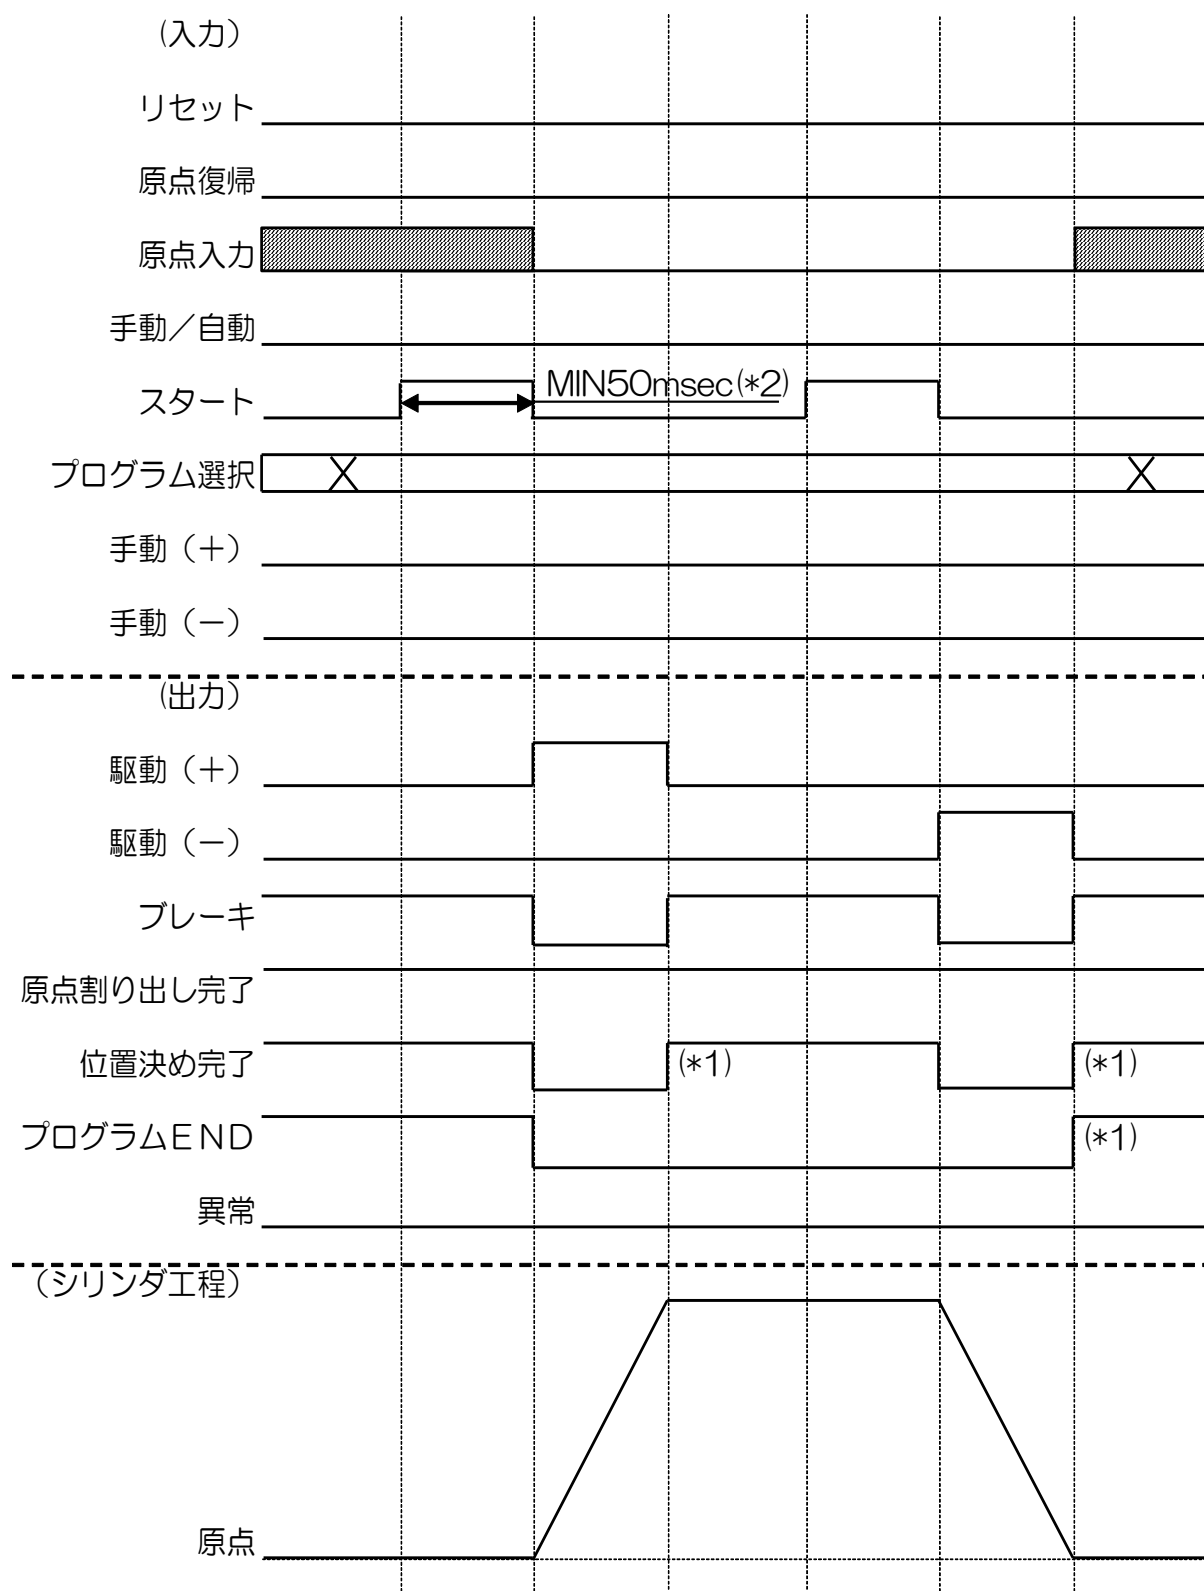 (入力)
リセット
原点復帰
原点入力
手動／自動
スタート MIN50msec(*2)
プログラム選択
手動（＋）
手動（－）
(出力)
駆動（＋）
駆動（－）
ブレーキ
原点割り出し完了
位置決め完了 (*1) (*1)
プログラムＥＮＤ (*1)
異常
（シリンダ工程）
原点